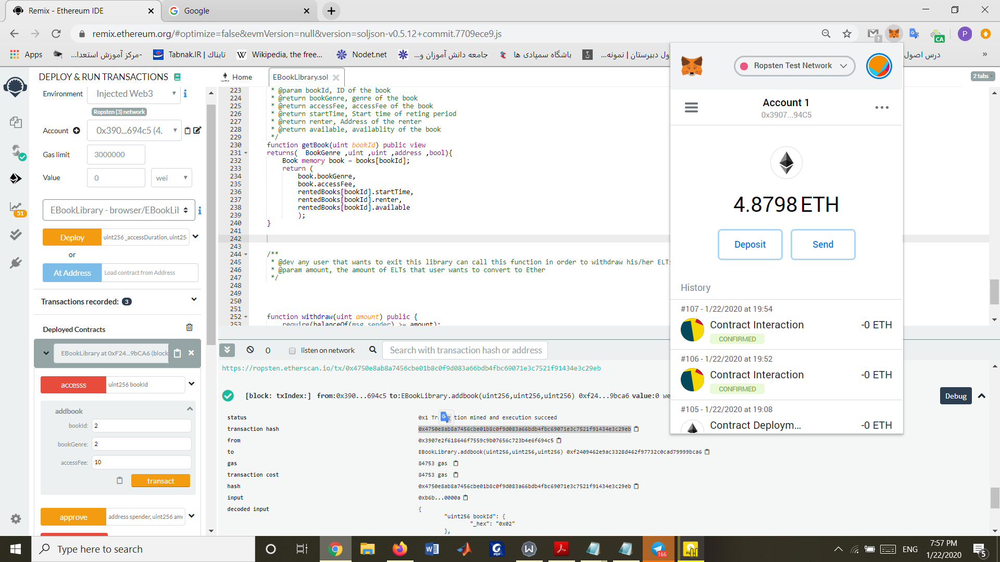 Remix - Ethereum IDE
Google
remix.ethereum.org/#optimize=false&evmVersion=null&version=soljson-v0.5.12+commit.7709ece9.js
CA
P
Apps
مرکز آموزش استعدا...
تابناک | Tabnak.IR
Wikipedia, the free...
Nodet.net
جامعه دانش آموزان و...
باشگاه سمپادی ها
ول دبیرستان | نمونه...
درس اصول
»
DEPLOY & RUN TRANSACTIONS
Environment
Injected Web3
Ropsten (3) network
Account
0x390...694c5 (4.
Gas limit
3000000
Value
0
wei
51
EBookLibrary - browser/EBookLil
Deploy
uint256 _accessDuration, uint25
or
At Address
Load contract from Address
Transactions recorded: 3
Deployed Contracts
EBookLibrary at 0xF24...9bCA6 (block
accesss
uint256 bookId
addbook
bookId: 2
bookGenre: 2
accessFee: 10
transact
approve
address spender, uint256 am
Home
EBookLibrary.sol
2 tabs
223 * @param bookId, ID of the book
224 * @return bookGenre, genre of the book
225 * @return accessFee, accessFee of the book
226 * @return startTime, Start time of reting period
227 * @return renter, Address of the renter
228 * @return available, availablity of the book
229 */
230 function getBook(uint bookId) public view
231 returns(  BookGenre ,uint ,uint ,address ,bool){
232 Book memory book = books[bookId];
233 return (
234 book.bookGenre,
235 book.accessFee,
236 rentedBooks[bookId].startTime,
237 rentedBooks[bookId].renter,
238 rentedBooks[bookId].available
239 );
240 }
241
242
243
244 /**
245 * @dev any user that wants to exit this library can call this function in order to withdraw his/her ELT
246 * @param amount, the amount of ELTs that user wants to convert to Ether
247 */
248
249
250
251
252 function withdraw(uint amount) public {
253 require(balanceOf(msg.sender) >= amount);
0
listen on network
Search with transaction hash or address
https://ropsten.etherscan.io/tx/0x4750e8ab8a7456cbe01b8c0f9d083a66bdb4fbc69071e3c7521f91434e3c29eb
[block: txIndex:] from:0x390...694c5 to:EBookLibrary.addbook(uint256,uint256,uint256) 0xf24...9bca6 value:0 we
Debug
status 0x1 Tr tion mined and execution succeed
transaction hash 0x4750e8ab8a7456cbe01b8c0f9d083a66bdb4fbc69071e3c7521f91434e3c29eb
from 0x3907e2f618646f7559c9b07656c723b4e6f694c5
to EBookLibrary.addbook(uint256,uint256,uint256) 0xf2409462e9ac3328d462f97732c0cad79999bca6
gas 84753 gas
transaction cost 84753 gas
hash 0x4750e8ab8a7456cbe01b8c0f9d083a66bdb4fbc69071e3c7521f91434e3c29eb
input 0xb6b...0000a
decoded input {
"uint256 bookId": {
"_hex": "0x02"
},
Ropsten Test Network
Account 1
0x3907...94C5
4.8798 ETH
Deposit
Send
History
#107 - 1/22/2020 at 19:54
Contract Interaction
-0 ETH
CONFIRMED
#106 - 1/22/2020 at 19:52
Contract Interaction
-0 ETH
CONFIRMED
#105 - 1/22/2020 at 19:08
Contract Deploym...
-0 ETH
Type here to search
166
ENG
7:57 PM
1/22/2020
5